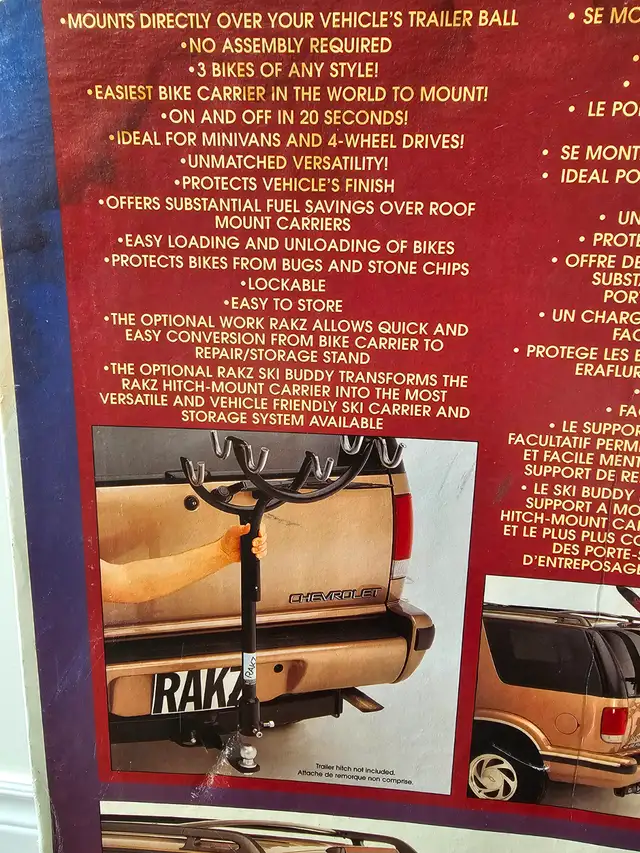 •MOUNTS DIRECTLY OVER YOUR VEHICLE'S TRAILER BALL
•NO ASSEMBLY REQUIRED
•3 BIKES OF ANY STYLE!
•EASIEST BIKE CARRIER IN THE WORLD TO MOUNT!
•ON AND OFF IN 20 SECONDS!
•IDEAL FOR MINIVANS AND 4-WHEEL DRIVES!
•UNMATCHED VERSATILITY!
•PROTECTS VEHICLE'S FINISH
•OFFERS SUBSTANTIAL FUEL SAVINGS OVER ROOF
MOUNT CARRIERS
•EASY LOADING AND UNLOADING OF BIKES
•PROTECTS BIKES FROM BUGS AND STONE CHIPS
•LOCKABLE
•EASY TO STORE
•THE OPTIONAL WORK RAKZ ALLOWS QUICK AND
EASY CONVERSION FROM BIKE CARRIER TO
REPAIR/STORAGE STAND
•THE OPTIONAL RAKZ SKI BUDDY TRANSFORMS THE
RAKZ HITCH-MOUNT CARRIER INTO THE MOST
VERSATILE AND VEHICLE FRIENDLY SKI CARRIER AND
STORAGE SYSTEM AVAILABLE
CHEVROLET
RAKZ
RAKZ
Trailer hitch not included.
Attache de remorque non comprise.
• SE MO
•
•
• LE PO
• SE MONT
• IDEAL PO
• UN
• PROTE
• OFFRE DE
SUBSTA
PORT
• UN CHARG
FAC
• PROTEGE LES B
ERAFLUR
• FA
• LE SUPPOR
FACULTATIF PERM
ET FACILE MENT
SUPPORT DE RE
• LE SKI BUDDY
SUPPORT A MO
HITCH-MOUNT CA
ET LE PLUS PLUS CO
DES PORTE-S
D'ENTREPOSAGE